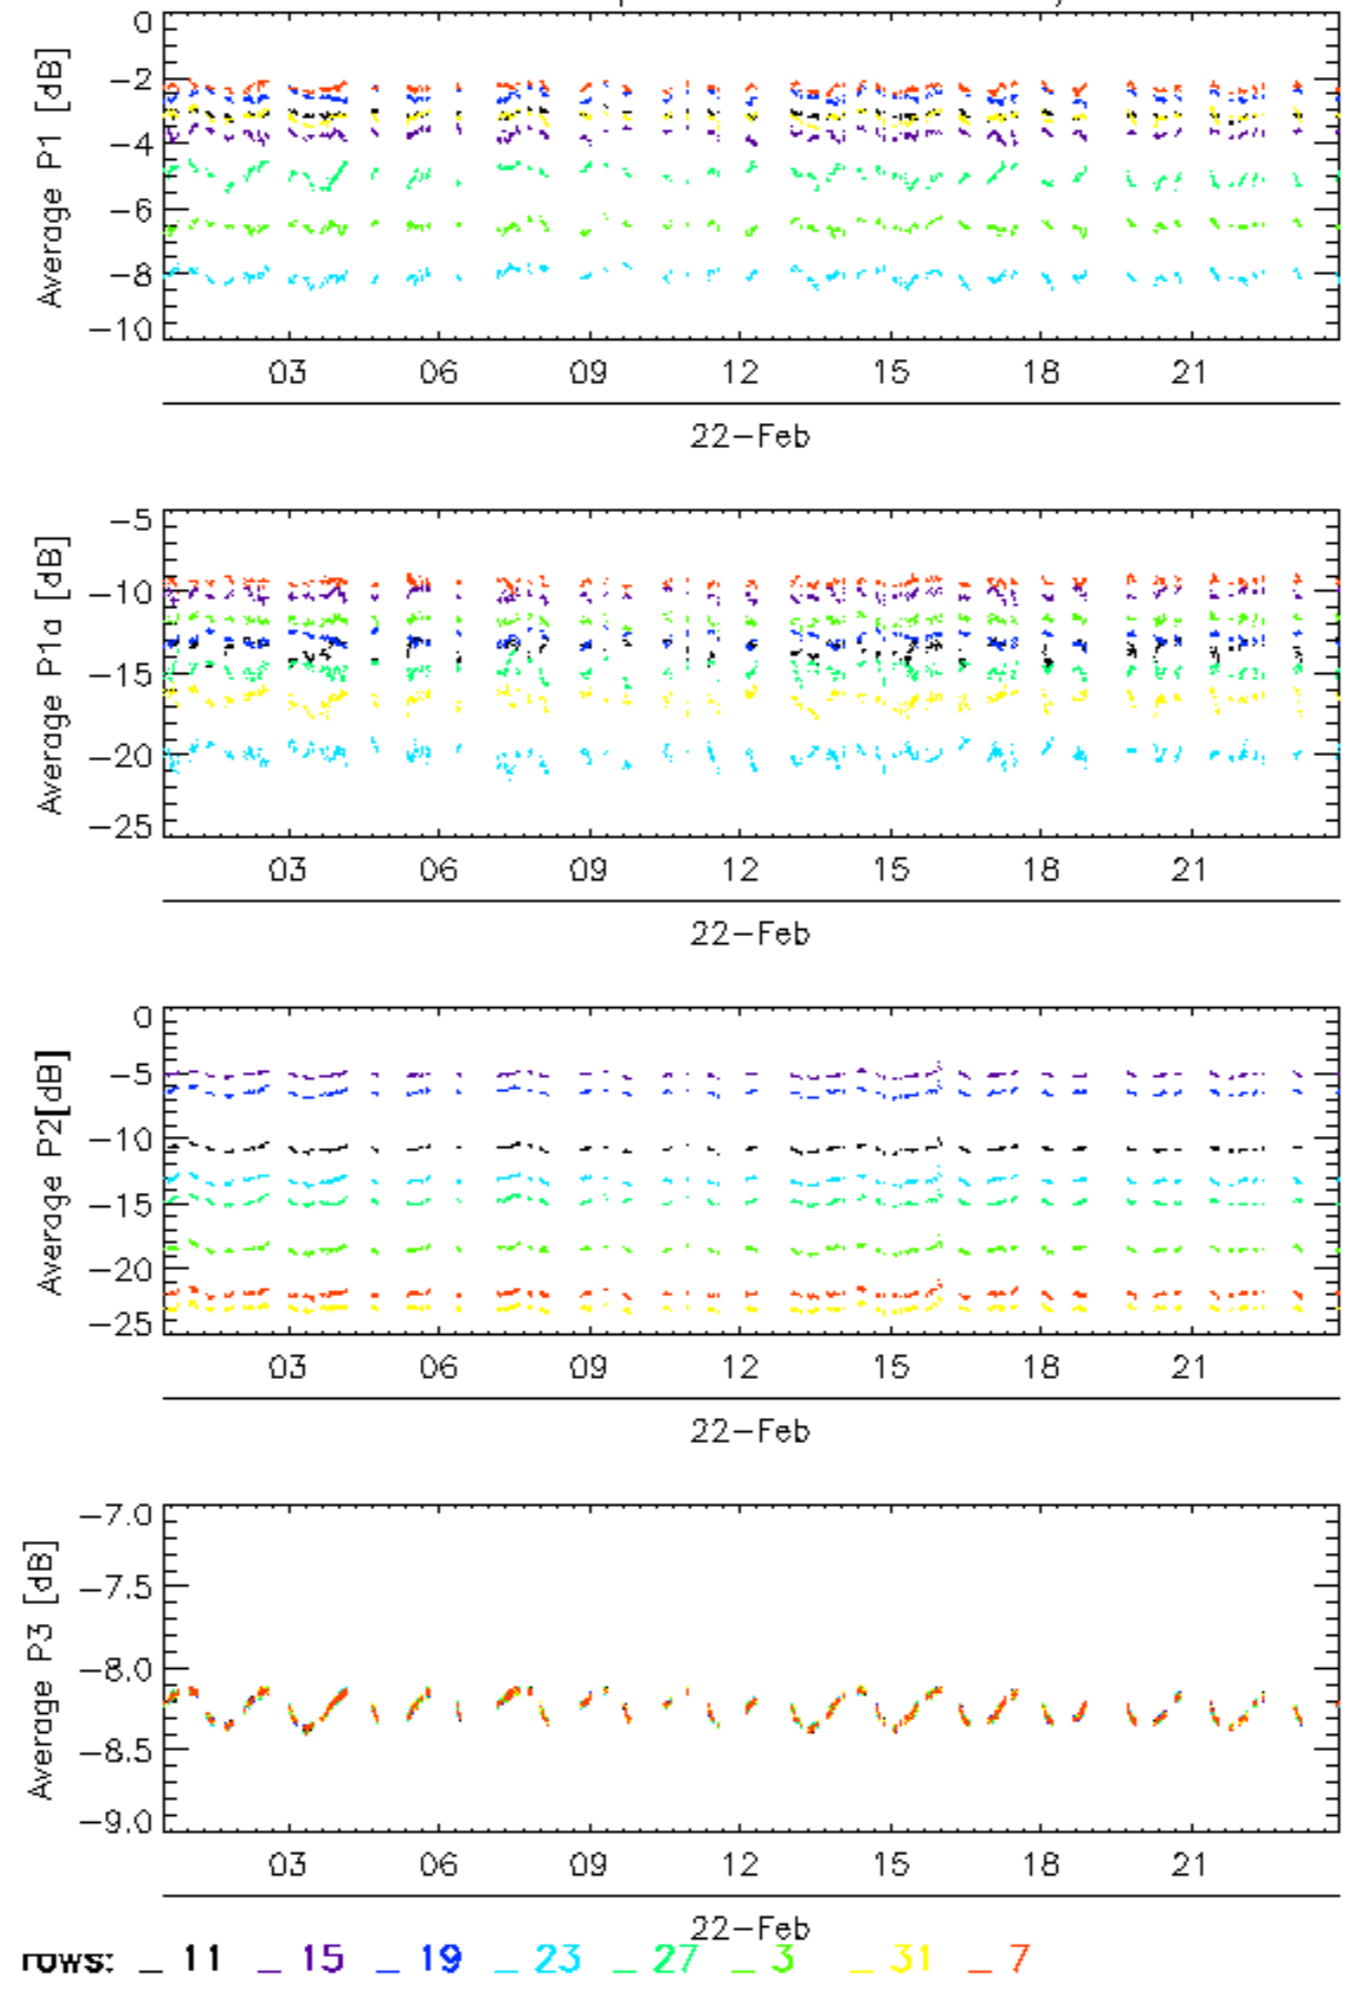 Average P1 [dB]
0
−2
−4
−6
−8
−10
03 06 09 12 15 18 21
22−Feb
Average P1a [dB]
−5
−10
−15
−20
−25
03 06 09 12 15 18 21
22−Feb
Average P2[dB]
0
−5
−10
−15
−20
−25
03 06 09 12 15 18 21
22−Feb
Average P3 [dB]
−7.0
−7.5
−8.0
−8.5
−9.0
03 06 09 12 15 18 21
22−Feb
rows: _ 11 _ 15 _ 19 _ 23 _ 27 _ 3 _ 31 _ 7